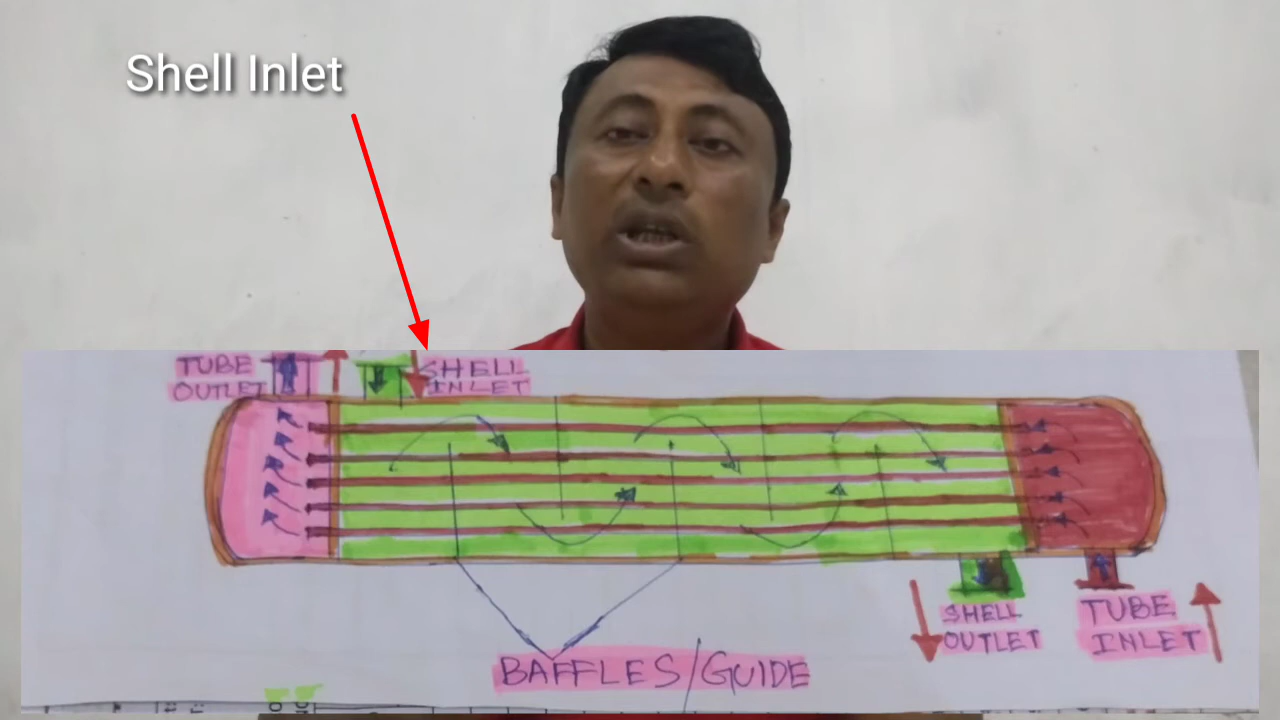 Shell Inlet
TUBE
OUTLET
SHELL
INLET
SHELL
OUTLET
TUBE
INLET
BAFFLES/GUIDE